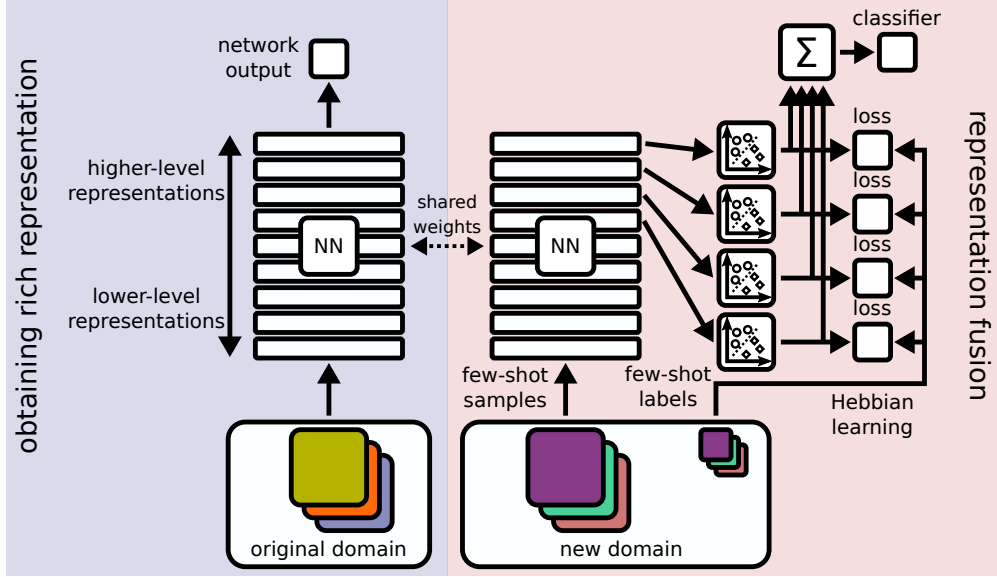 obtaining rich representation
network
output
higher-level
representations
lower-level
representations
NN
original domain
shared
weights
NN
few-shot
samples
few-shot
labels
new domain
Σ
classifier
loss
loss
loss
loss
Hebbian
learning
representation fusion